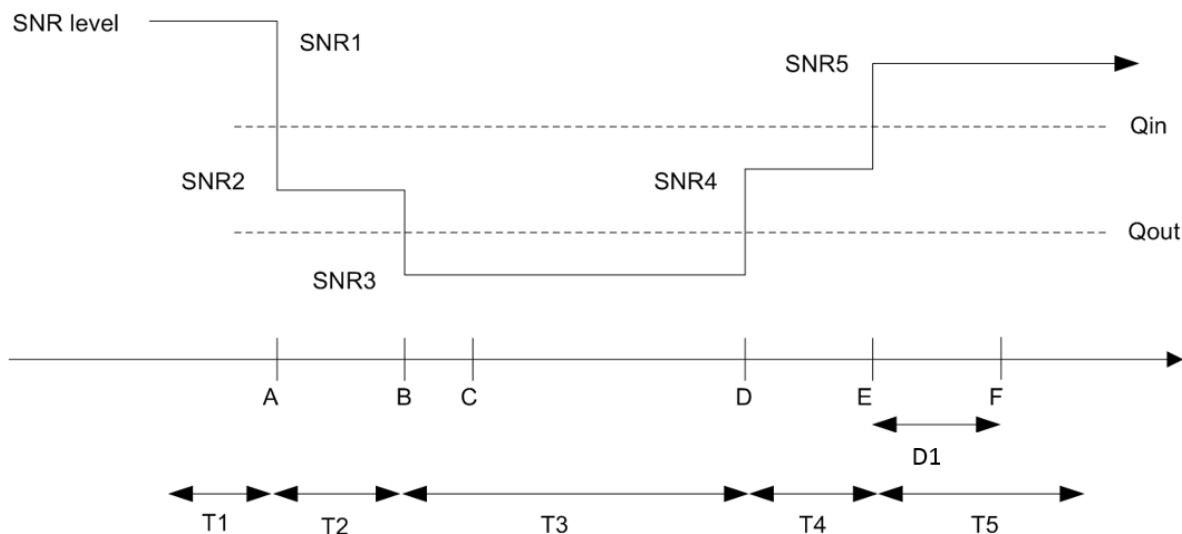 SNR level
SNR1
SNR5
Qin
SNR2
SNR4
Qout
SNR3
A B C D E F
D1
T1 T2 T3 T4 T5